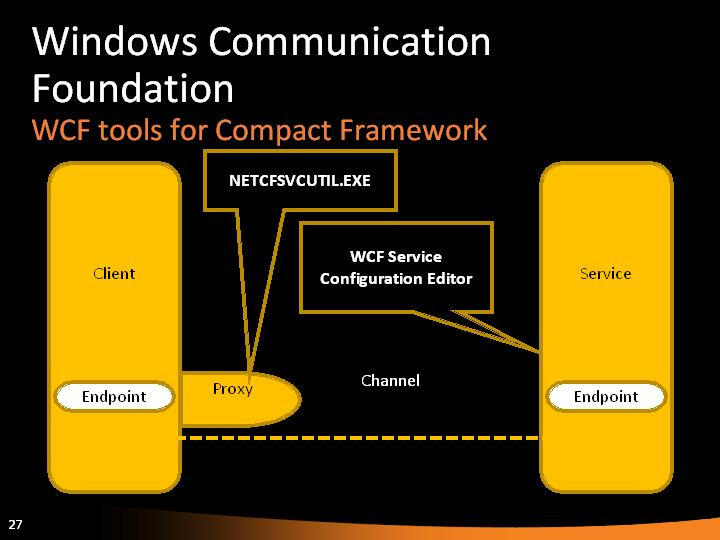 Windows Communication
Foundation
WCF tools for Compact Framework
NETCFSVCUTIL.EXE
WCF Service
Configuration Editor
Client
Service
Proxy
Channel
Endpoint
Endpoint
27